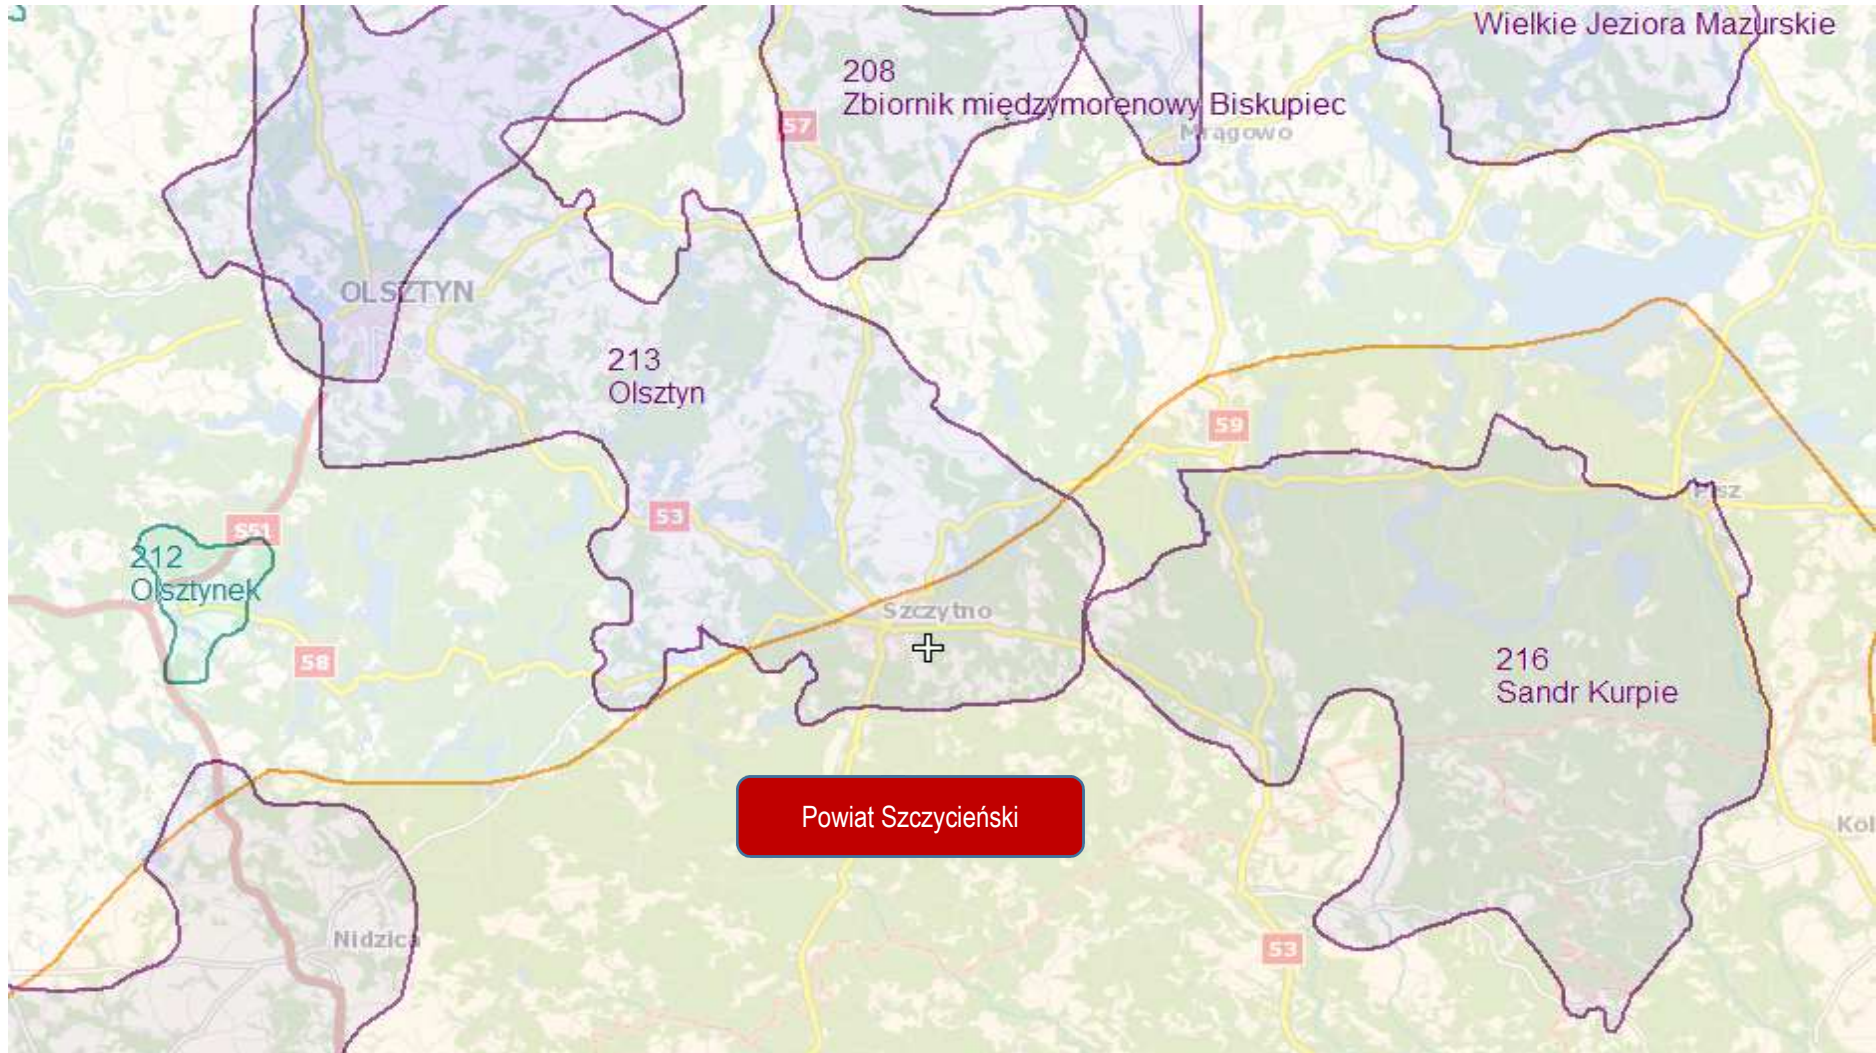 Wielkie Jeziora Mazurskie
208
Zbiornik międzymorenowy Biskupiec
57
Mrągowo
OLSZTYN
213
Olsztyn
59
Pisz
53
S51
212
Olsztynek
Szczytno
58
216
Sandr Kurpie
Powiat Szczycieński
Kol
Nidzica
53